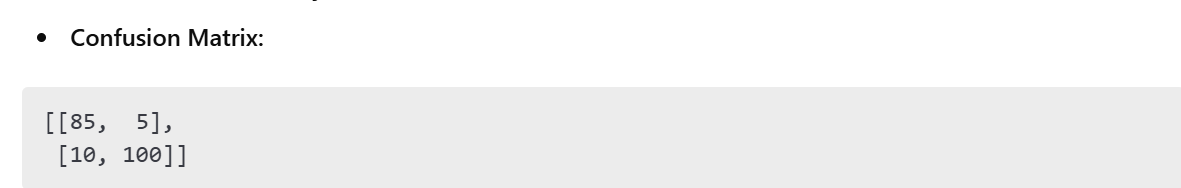 • Confusion Matrix:
[[85,  5],
 [10, 100]]